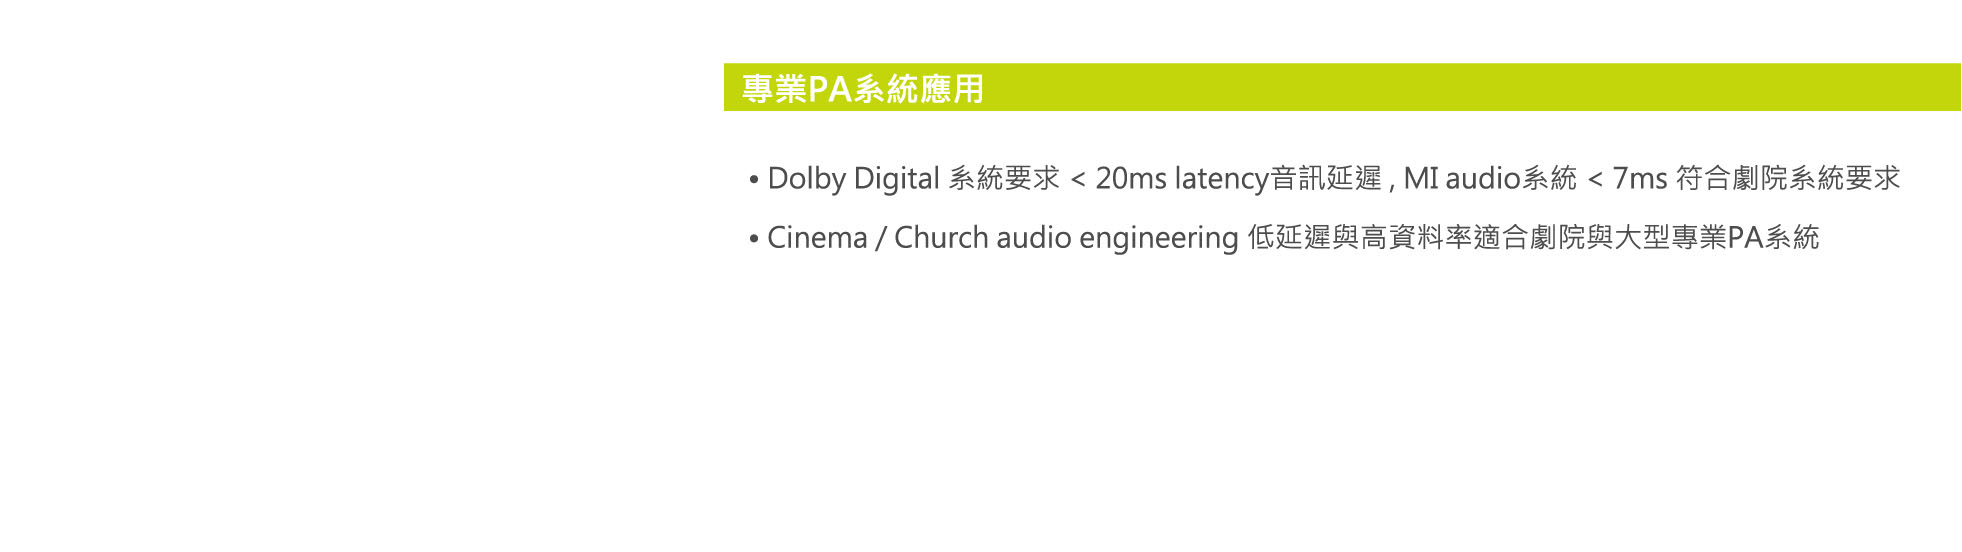 專業PA系統應用
• Dolby Digital 系統要求 < 20ms latency音訊延遲 , MI audio系統 < 7ms 符合劇院系統要求
• Cinema / Church audio engineering 低延遲與高資料率適合劇院與大型專業PA系統